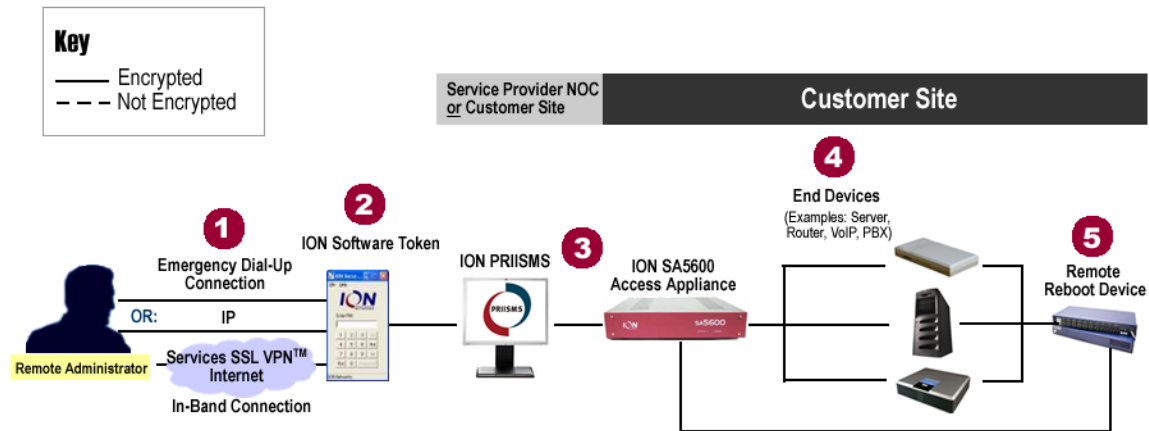 Key
Encrypted
Not Encrypted
Service Provider NOC
or Customer Site
Customer Site
1
Emergency Dial-Up
Connection
OR:
IP
Services SSL VPN™
Internet
In-Band Connection
Remote Administrator
2
ION Software Token
ION
ION PRIISMS
PRIISMS
3
ION SA5600
Access Appliance
ION
SA5600
4
End Devices
(Examples: Server,
Router, VoIP, PBX)
5
Remote
Reboot Device